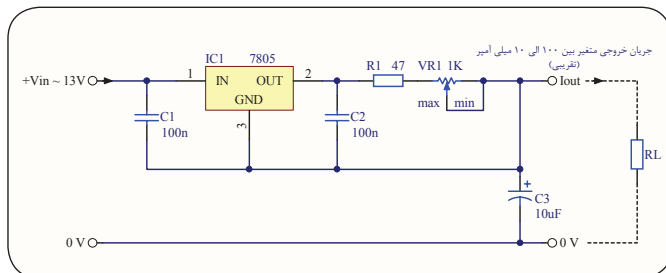 جریان خروجی متغیر بین ۱۰۰ الی ۱۰ میلی آمپر
(تقریبی)
IC1 7805
R1 47 VR1 1K
+Vin ~ 13V
1
IN OUT
2
GND
3
max min
Iout
C1
100n
C2
100n
RL
+
C3
10uF
0 V
0 V